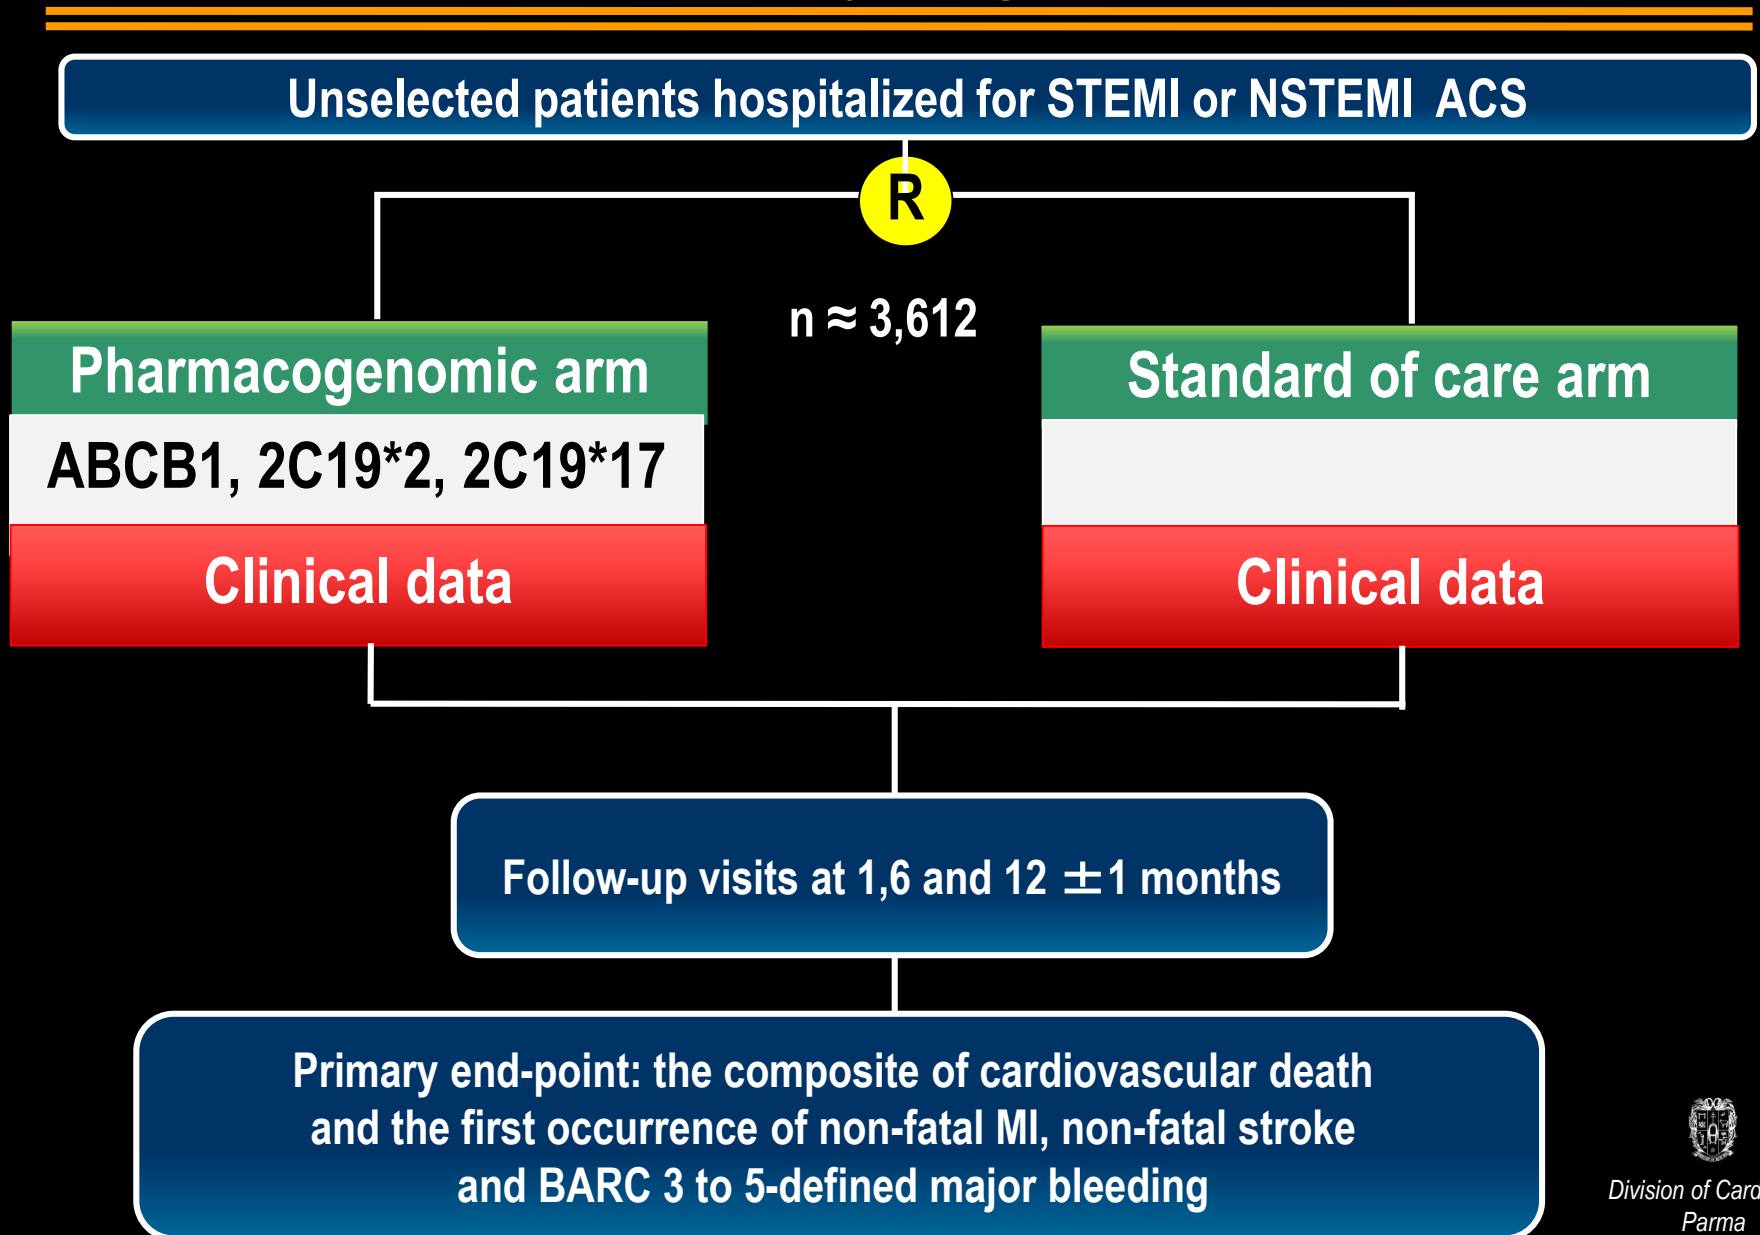 Unselected patients hospitalized for STEMI or NSTEMI ACS
R
n ≈ 3,612
Pharmacogenomic arm
ABCB1, 2C19*2, 2C19*17
Clinical data
Standard of care arm
Clinical data
Follow-up visits at 1,6 and 12 ±1 months
Primary end-point: the composite of cardiovascular death
and the first occurrence of non-fatal MI, non-fatal stroke
and BARC 3 to 5-defined major bleeding
Division of Card
Parma